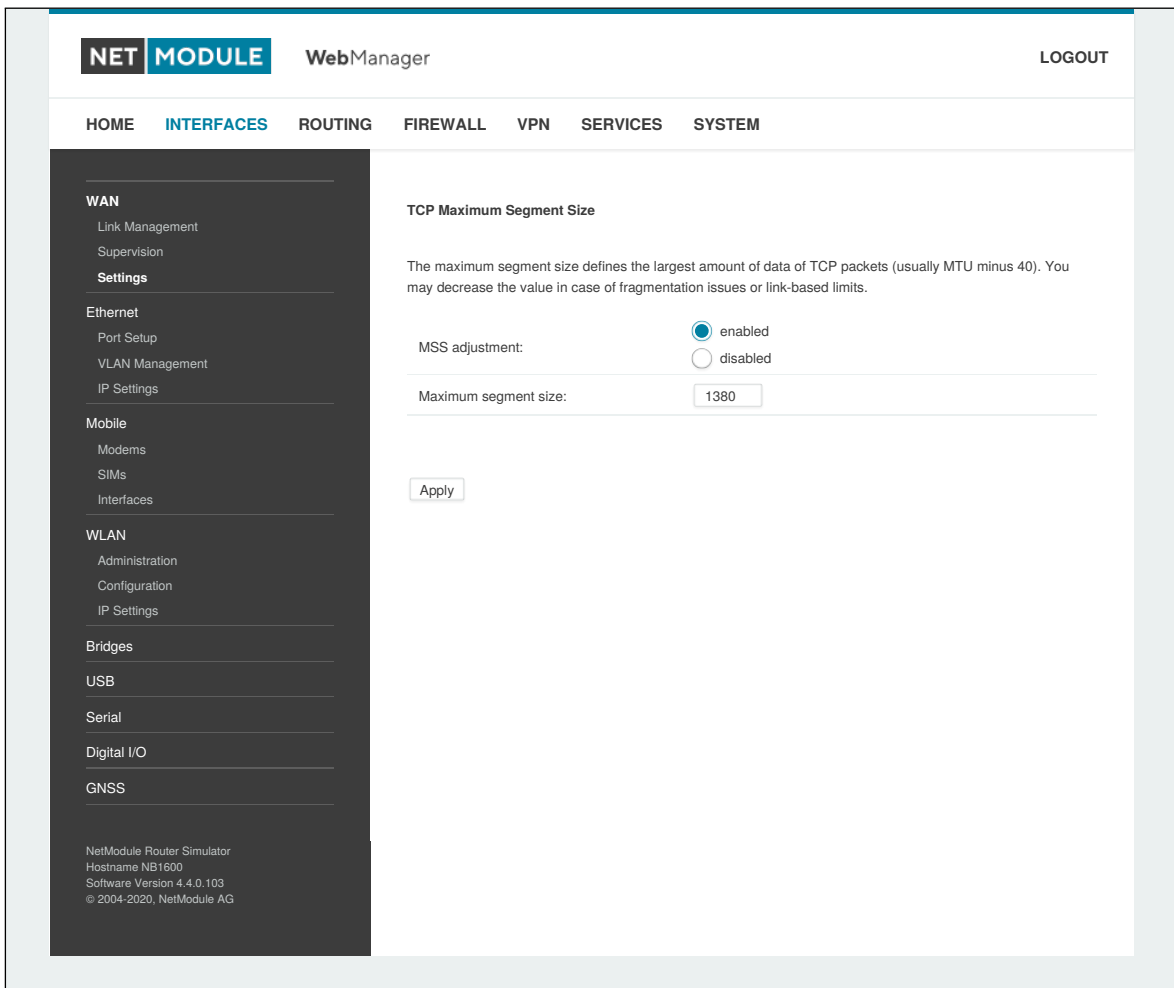 NET MODULE WebManager LOGOUT
HOME INTERFACES ROUTING FIREWALL VPN SERVICES SYSTEM
WAN
Link Management
Supervision
Settings
Ethernet
Port Setup
VLAN Management
IP Settings
Mobile
Modems
SIMs
Interfaces
WLAN
Administration
Configuration
IP Settings
Bridges
USB
Serial
Digital I/O
GNSS
NetModule Router Simulator
Hostname NB1600
Software Version 4.4.0.103
© 2004-2020, NetModule AG
TCP Maximum Segment Size
The maximum segment size defines the largest amount of data of TCP packets (usually MTU minus 40). You
may decrease the value in case of fragmentation issues or link-based limits.
MSS adjustment:
enabled
disabled
Maximum segment size: 1380
Apply